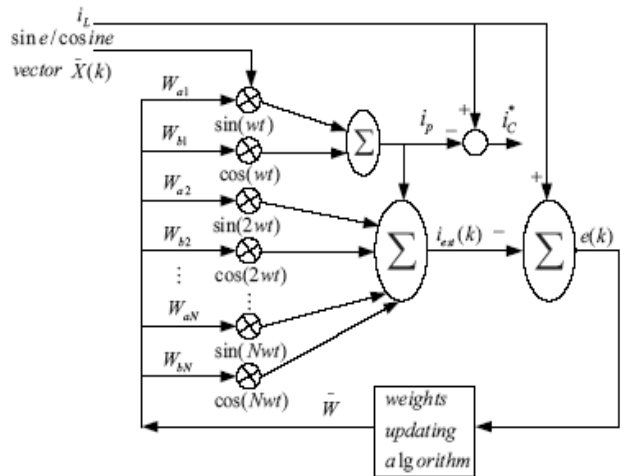 i_L
sin e / cos ine
vector X̄(k)
W_a1
sin(wt)
Σ
i_p
+
−
i_C^*
W_b1
cos(wt)
+
W_a2
sin(2wt)
Σ
i_est(k)
−
Σ
e(k)
W_b2
cos(2wt)
⋮
⋮
W_aN
sin(Nwt)
W_bN
cos(Nwt)
W̄
weights
updating
a lg orithm